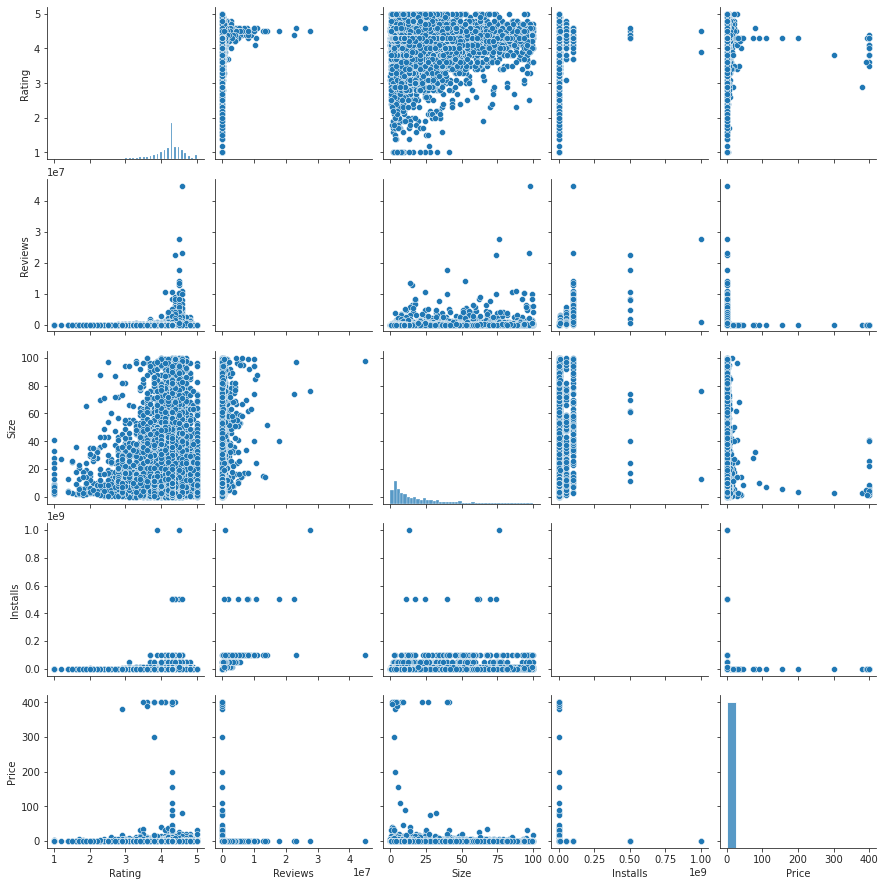 5
4
3
2
1
Rating
1e7
4
3
2
1
0
Reviews
100
80
60
40
20
0
Size
1e9
1.0
0.8
0.6
0.4
0.2
0.0
Installs
400
300
200
100
0
Price
1 2 3 4 5
Rating
0 1 2 3 4
Reviews 1e7
0 25 50 75 100
Size
0.00 0.25 0.50 0.75 1.00
Installs 1e9
0 100 200 300 400
Price